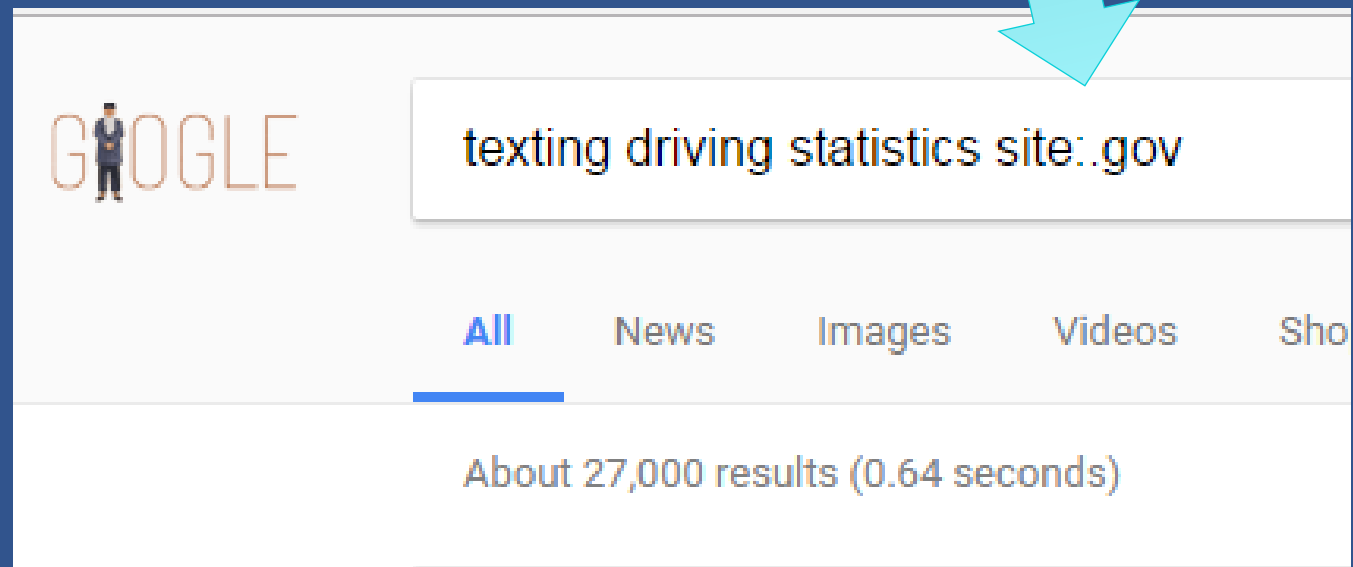 GOOGLE
texting driving statistics site:.gov
All News Images Videos Sho
About 27,000 results (0.64 seconds)